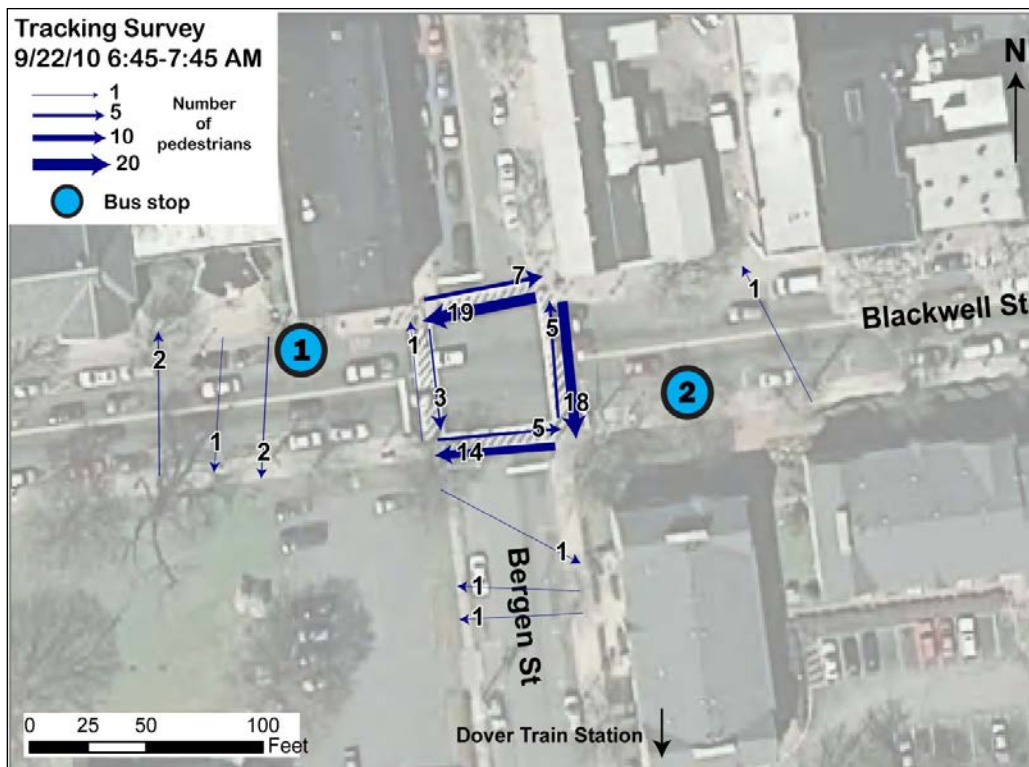 Tracking Survey
9/22/10 6:45-7:45 AM
1
5
10
20
Number
of
pedestrians
Bus stop
N
7
19
1
5
Blackwell St
2
1
1
3
18
2
1
2
5
14
1
1
1
Bergen St
0 25 50 100
Feet
Dover Train Station